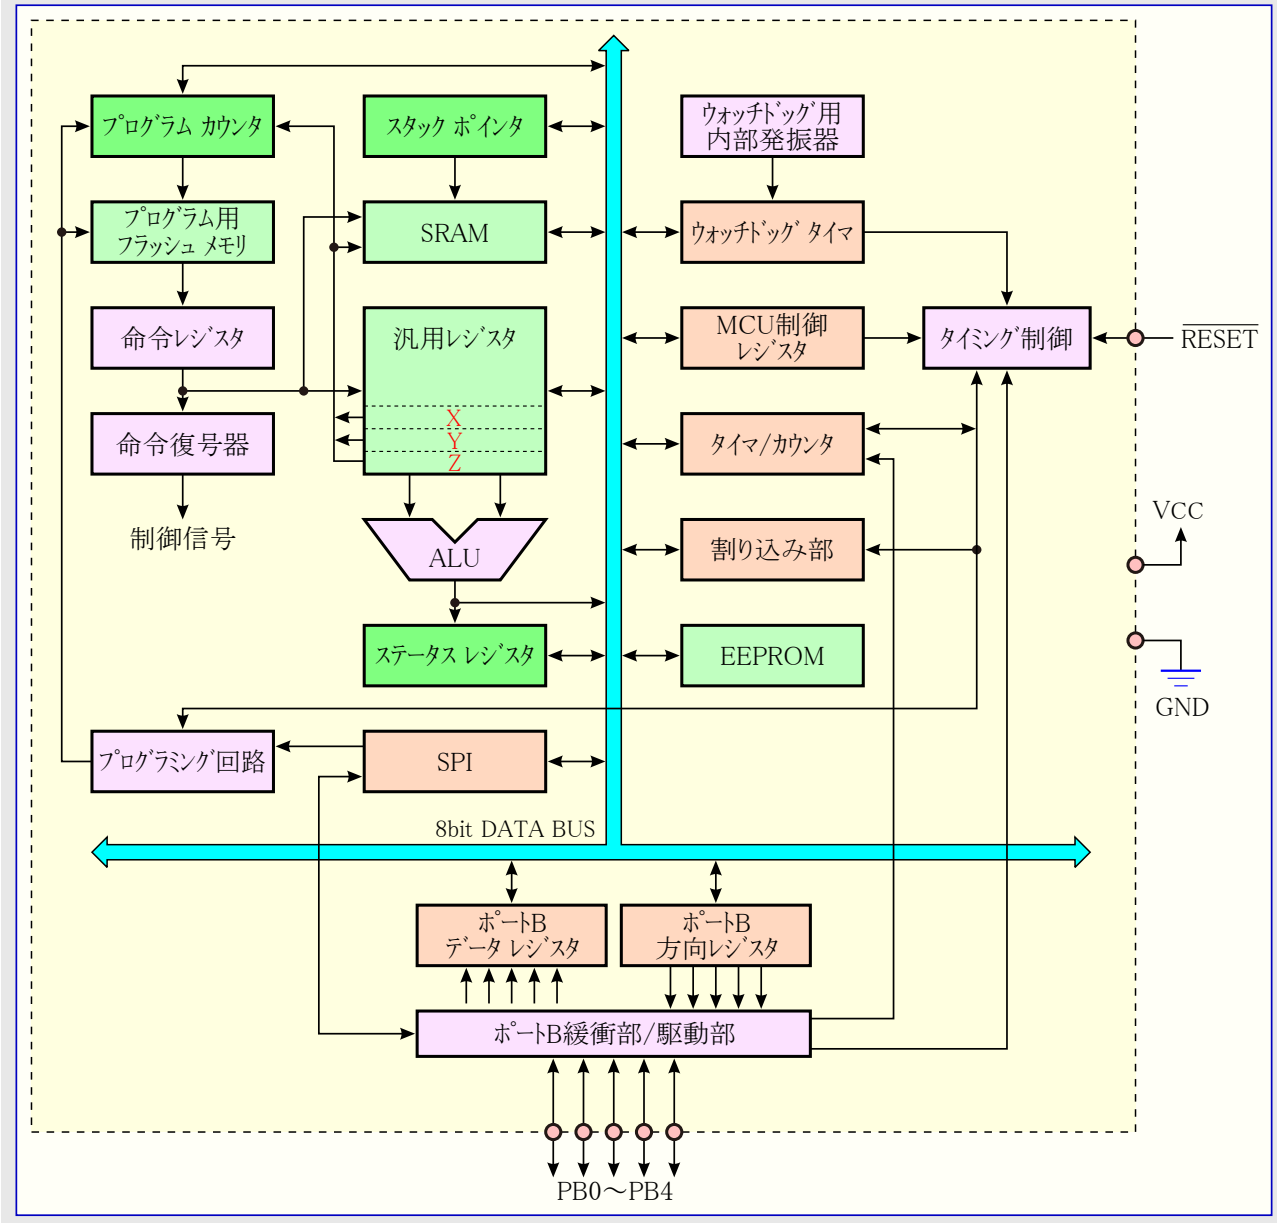 プログラム カウンタ
スタック ポインタ
ウォッチドッグ用
内部発振器
プログラム用
フラッシュ メモリ
SRAM
ウォッチドッグ タイマ
命令レジスタ
汎用レジスタ
MCU制御
レジスタ
タイミング制御
RESET
X
Y
Z
命令復号器
タイマ/カウンタ
制御信号
ALU
割り込み部
VCC
ステータス レジスタ
EEPROM
GND
プログラミング回路
SPI
8bit DATA BUS
ポートB
データ レジスタ
ポートB
方向レジスタ
ポートB緩衝部/駆動部
PB0～PB4